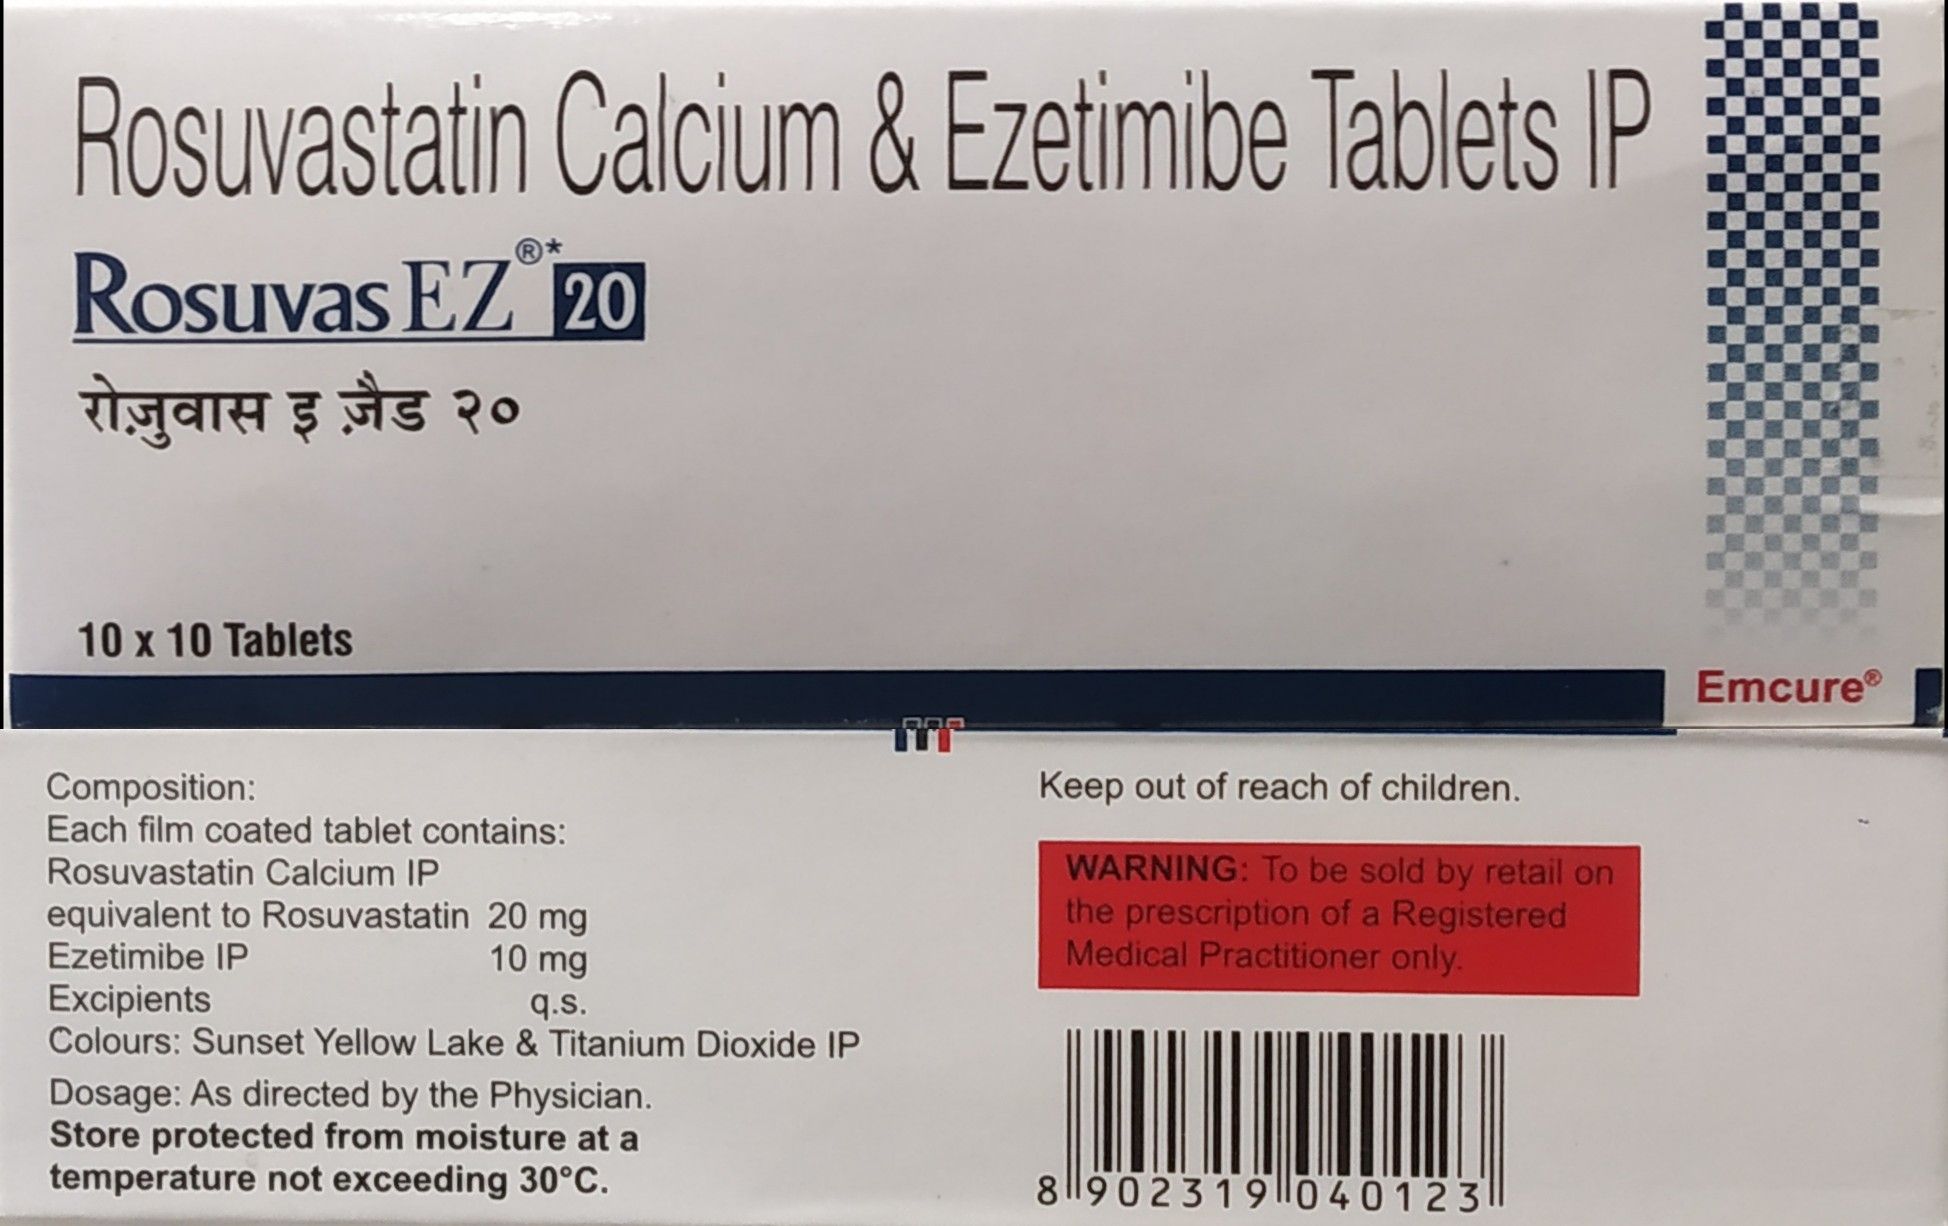 Rosuvastatin Calcium & Ezetimibe Tablets IP
Rosuvas EZ®* 20
रोज़ुवास इ ज़ैड २०
10 x 10 Tablets
Emcure®
Composition:
Each film coated tablet contains:
Rosuvastatin Calcium IP
equivalent to Rosuvastatin 20 mg
Ezetimibe IP 10 mg
Excipients q.s.
Colours: Sunset Yellow Lake & Titanium Dioxide IP
Dosage: As directed by the Physician.
Store protected from moisture at a
temperature not exceeding 30°C.
Keep out of reach of children.
WARNING: To be sold by retail on
the prescription of a Registered
Medical Practitioner only.
8 902319 040123